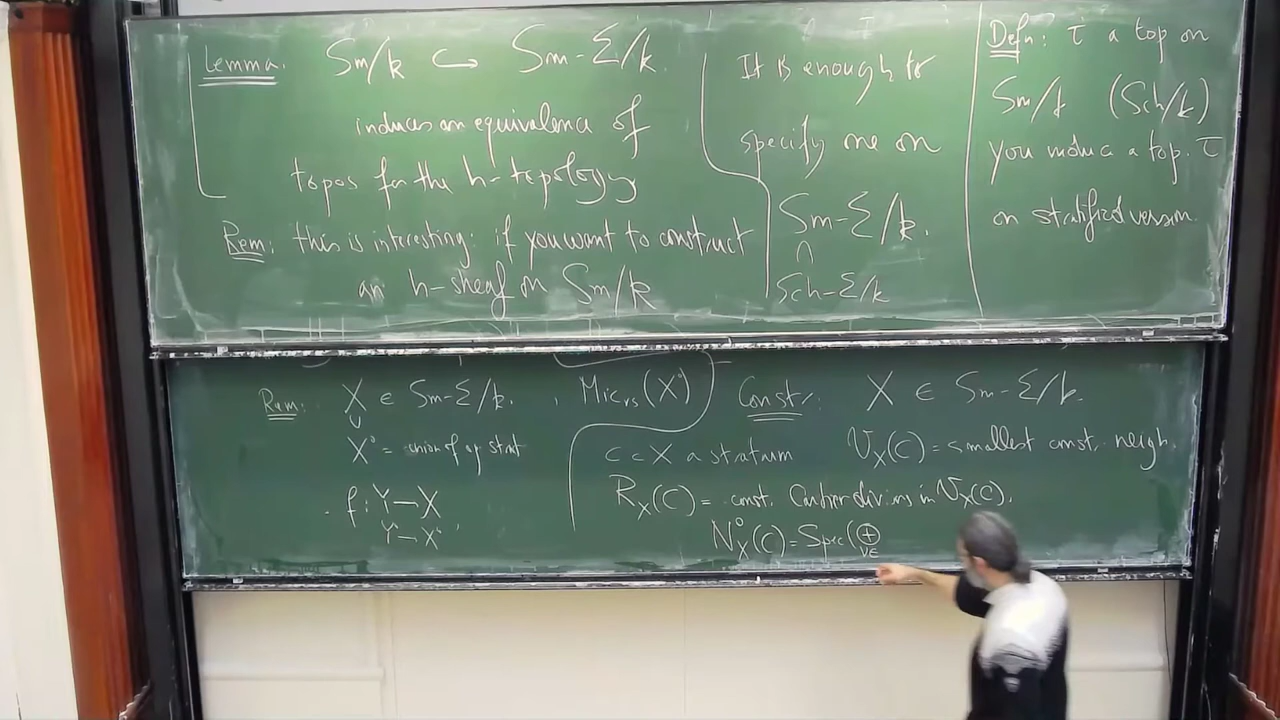 Lemma. Sm/k ↪ Sm-Σ/k
induces an equivalence of
topos for the h-topology
Rem: this is interesting: if you want to construct
an h-sheaf on Sm/k
It is enough to
specify one on
Sm-Σ/k.
∩
Sch-Σ/k
Defn: τ a top on
Sm/k (Sch/k)
you induce a top. τ
on stratified version.
Rem: X ∈ Sm-Σ/k.
∪
X° = union of op strat
f: Y → X
Y° → X°
, Micrs(X°)
Constr: X ∈ Sm-Σ/k.
C ⊂ X a stratum
V_X(C) = smallest const. neigh.
R_X(C) = const. Cartier divisors in V_X(C).
N°_X(C) = Spec(⊕
v∈